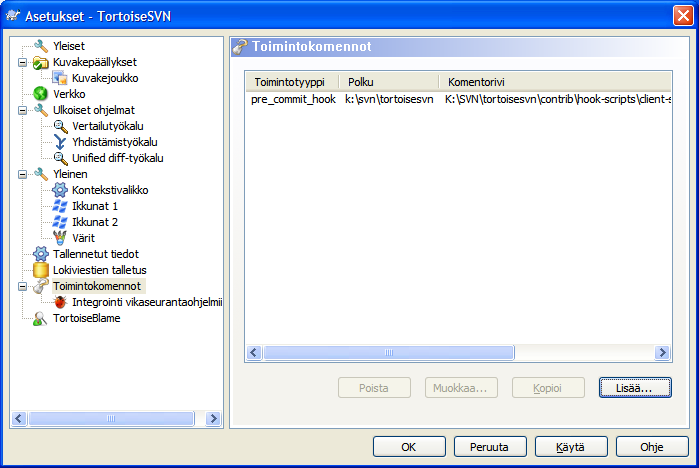 Asetukset - TortoiseSVN
Yleiset
Kuvakepäällykset
Kuvakejoukko
Verkko
Ulkoiset ohjelmat
Vertailutyökalu
Yhdistämistyökalu
Unified diff-työkalu
Yleinen
Kontekstivalikko
Ikkunat 1
Ikkunat 2
Värit
Tallennetut tiedot
Lokiviestien talletus
Toimintokomennot
Integrointi vikaseurantaohjelmii
TortoiseBlame
Toimintokomennot
Toimintotyyppi Polku Komentorivi
pre_commit_hook k:\svn\tortoisesvn K:\SVN\tortoisesvn\contrib\hook-scripts\client-s
Poista Muokkaa... Kopioi Lisää...
OK Peruuta Käytä Ohje